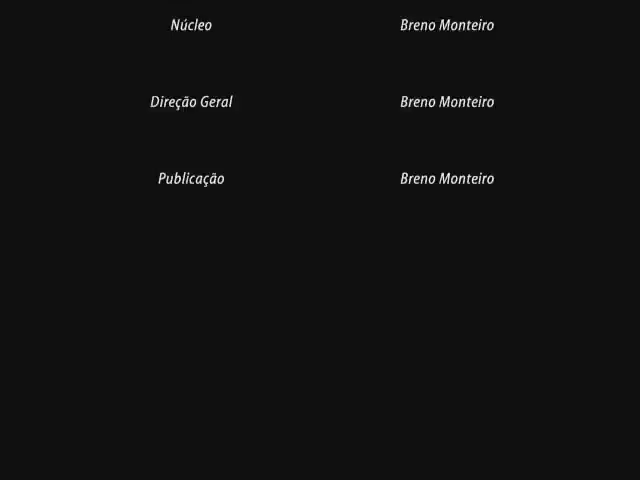 Núcleo Breno Monteiro
Direção Geral Breno Monteiro
Publicação Breno Monteiro